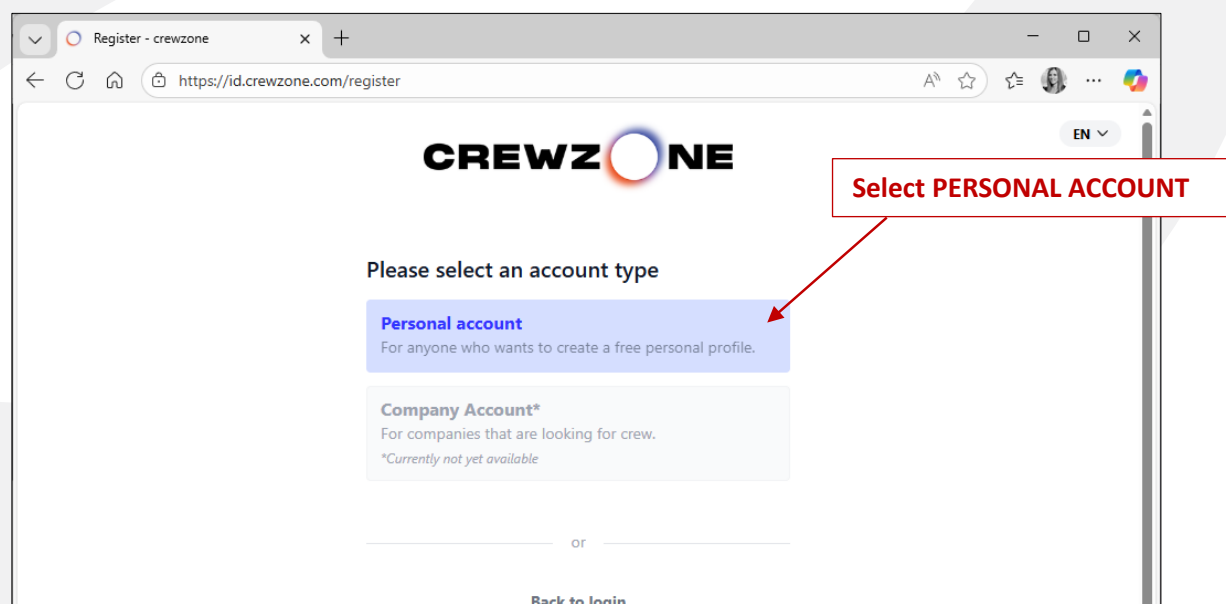 Register - crewzone
https://id.crewzone.com/register
EN
CREWZONE
Select PERSONAL ACCOUNT
Please select an account type
Personal account
For anyone who wants to create a free personal profile.
Company Account*
For companies that are looking for crew.
*Currently not yet available
or
Back to login